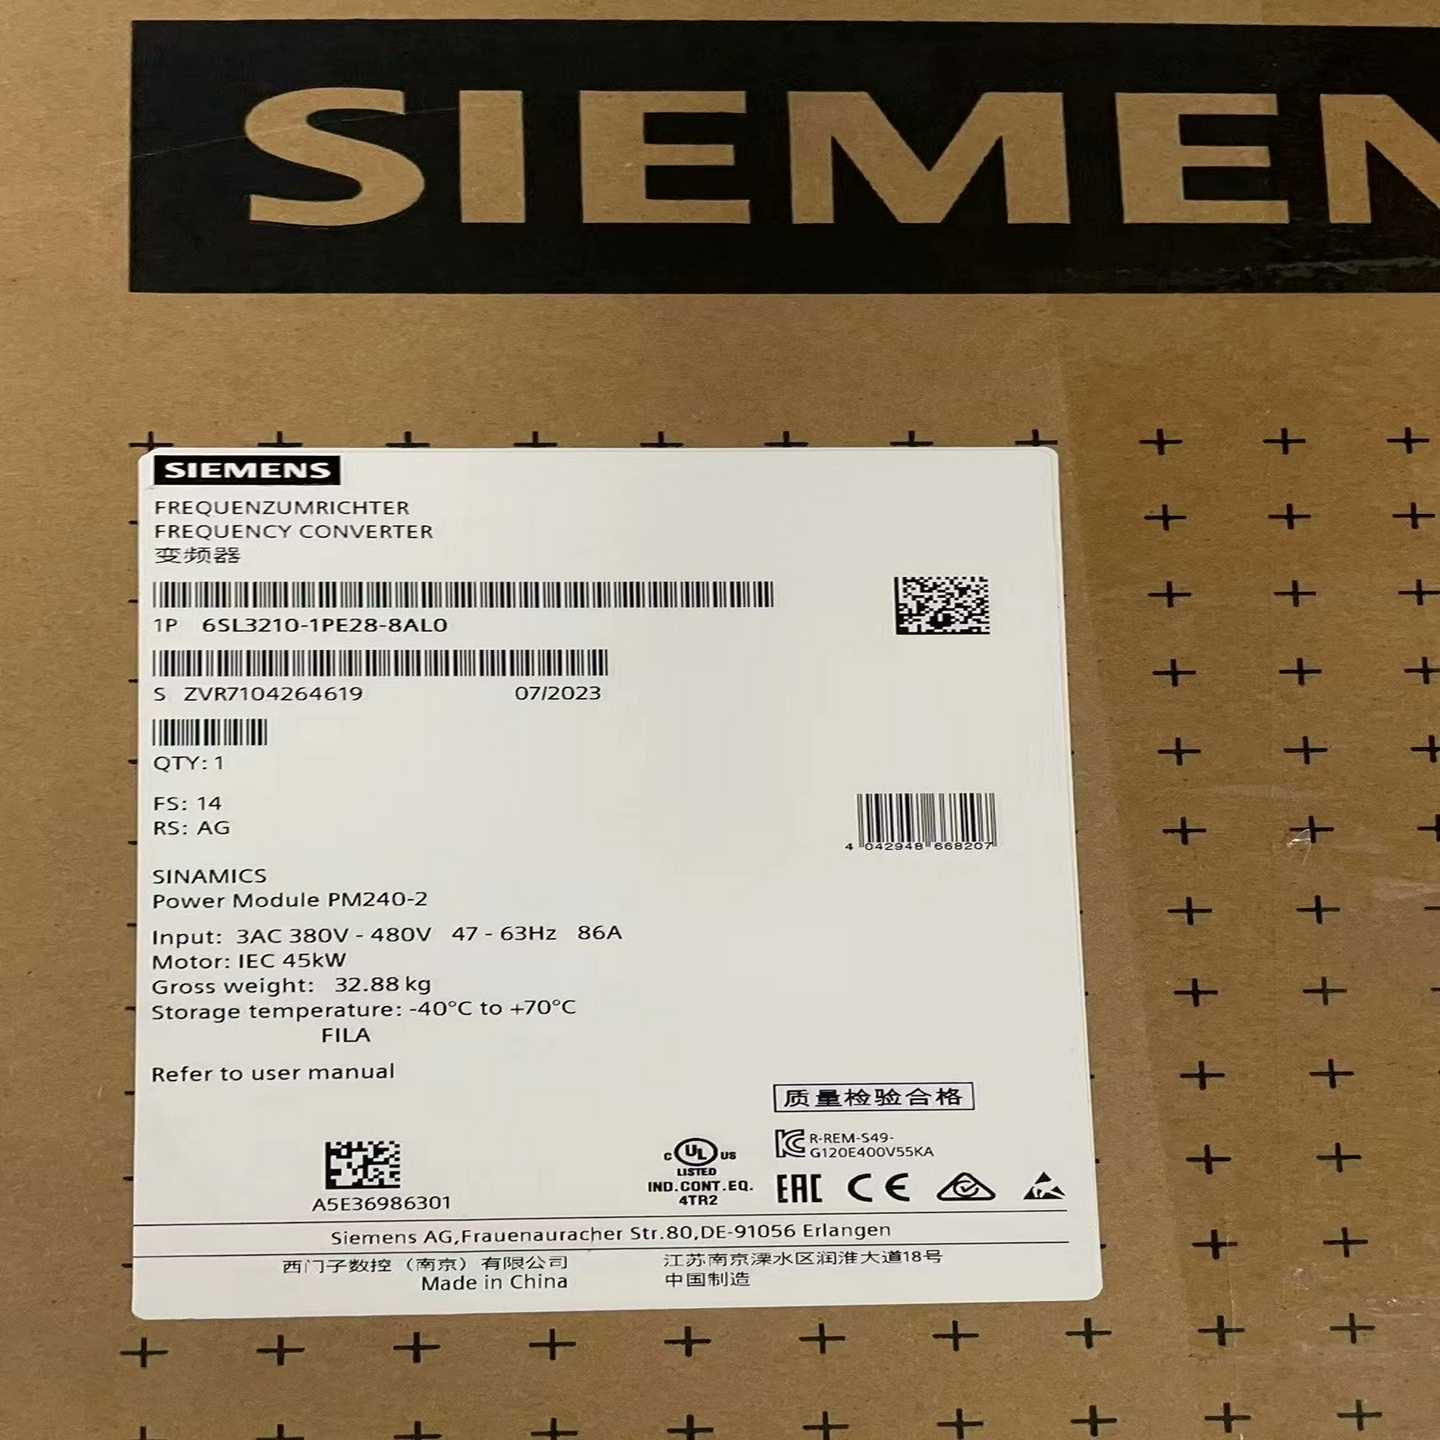 SIEMEN
SIEMENS
FREQUENZUMRICHTER
FREQUENCY CONVERTER
变频器
1P 6SL3210-1PE28-8AL0
S ZVR7104264619 07/2023
QTY: 1
FS: 14
RS: AG
4 042948 668207
SINAMICS
Power Module PM240-2
Input: 3AC 380V - 480V 47 - 63Hz 86A
Motor: IEC 45kW
Gross weight: 32.88 kg
Storage temperature: -40°C to +70°C
FILA
Refer to user manual
质量检验合格
R-REM-S49-
G120E400V55KA
C UL US
LISTED
IND.CONT.EQ.
4TR2
EAC CE
A5E36986301
Siemens AG,Frauenauracher Str.80,DE-91056 Erlangen
西门子数控（南京）有限公司 江苏南京溧水区润淮大道18号
Made in China 中国制造